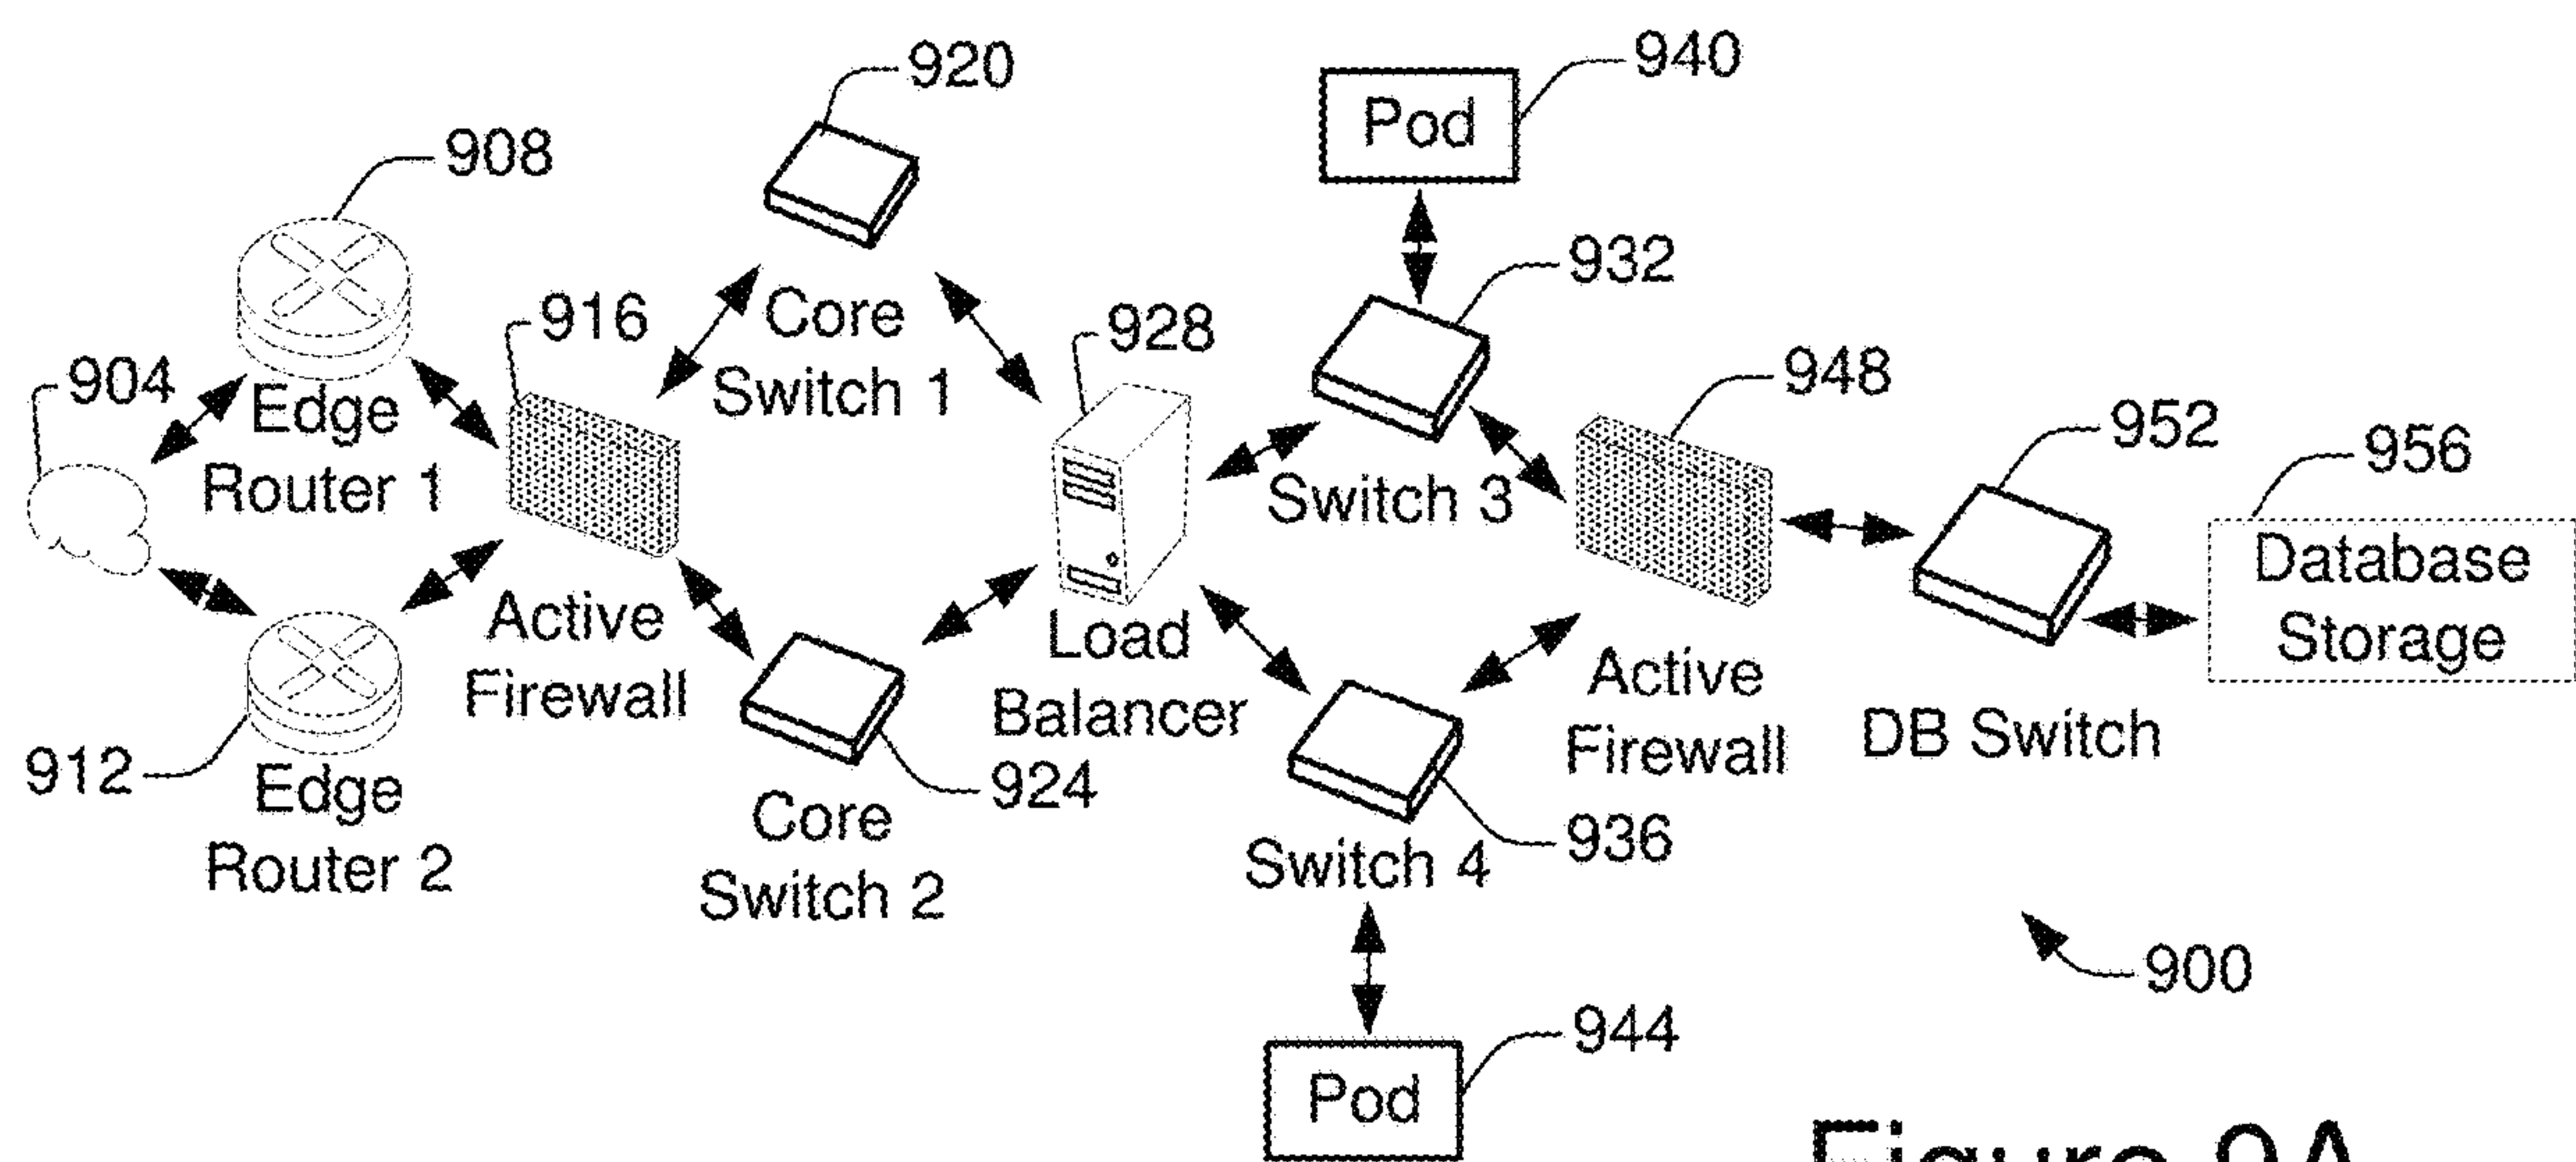 920
940
Pod
908
932
916
Core
Switch 1
928
904
Edge
Router 1
948
952
956
Switch 3
Database
Storage
Active
Firewall
Load
Balancer
Active
Firewall
DB Switch
912
Edge
Router 2
924
Core
Switch 2
936
Switch 4
900
944
Pod
Figure 9A